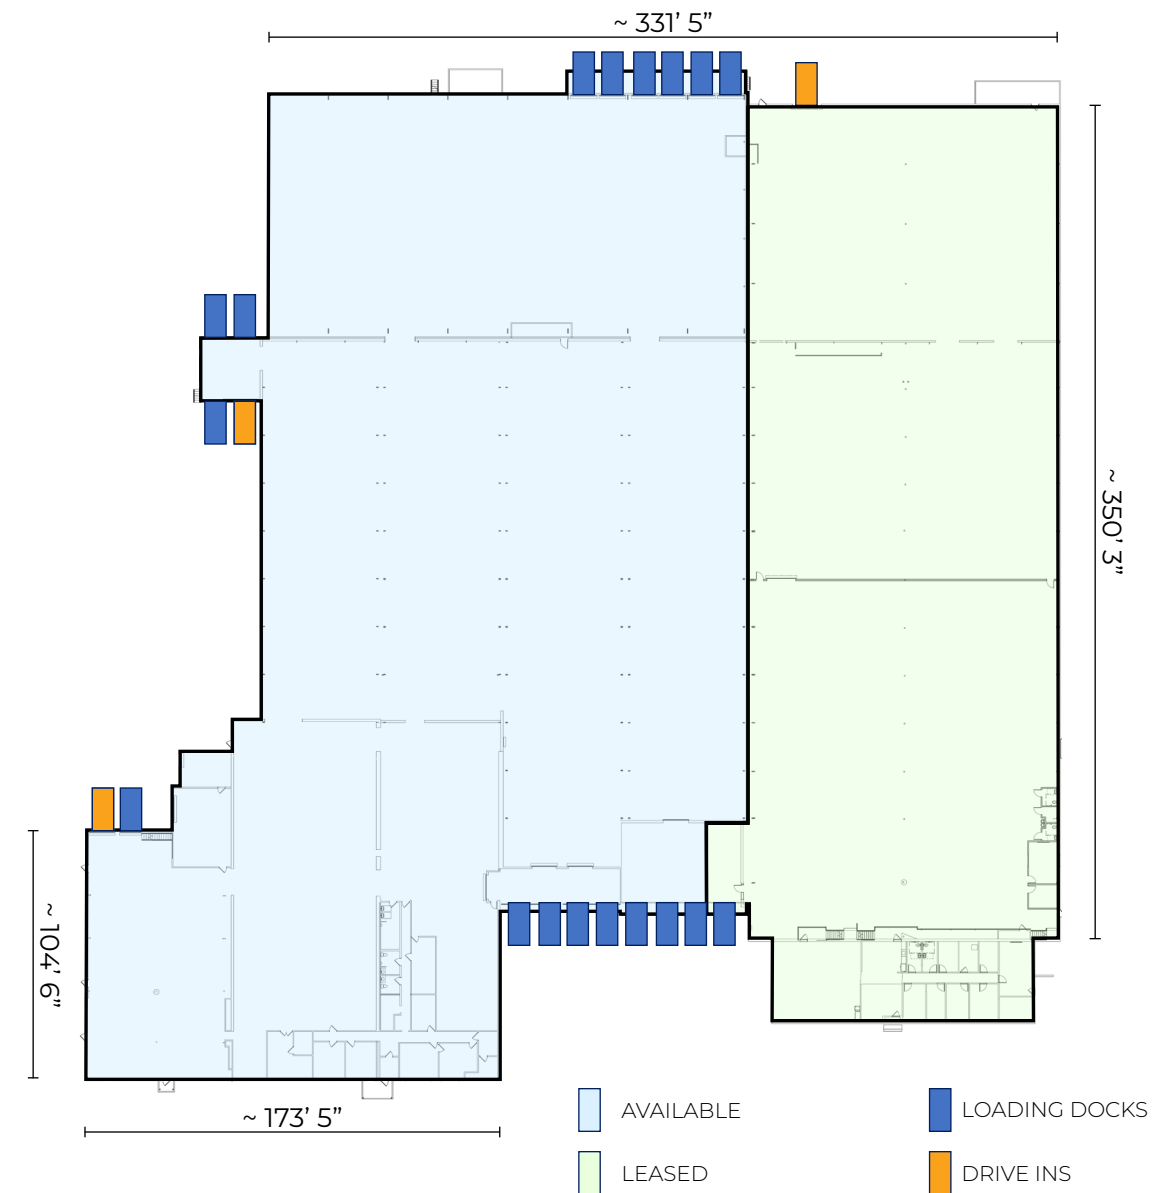 ~ 331’ 5”
~ 350’ 3”
~ 104’ 6”
~ 173’ 5”
AVAILABLE
LOADING DOCKS
LEASED
DRIVE INS